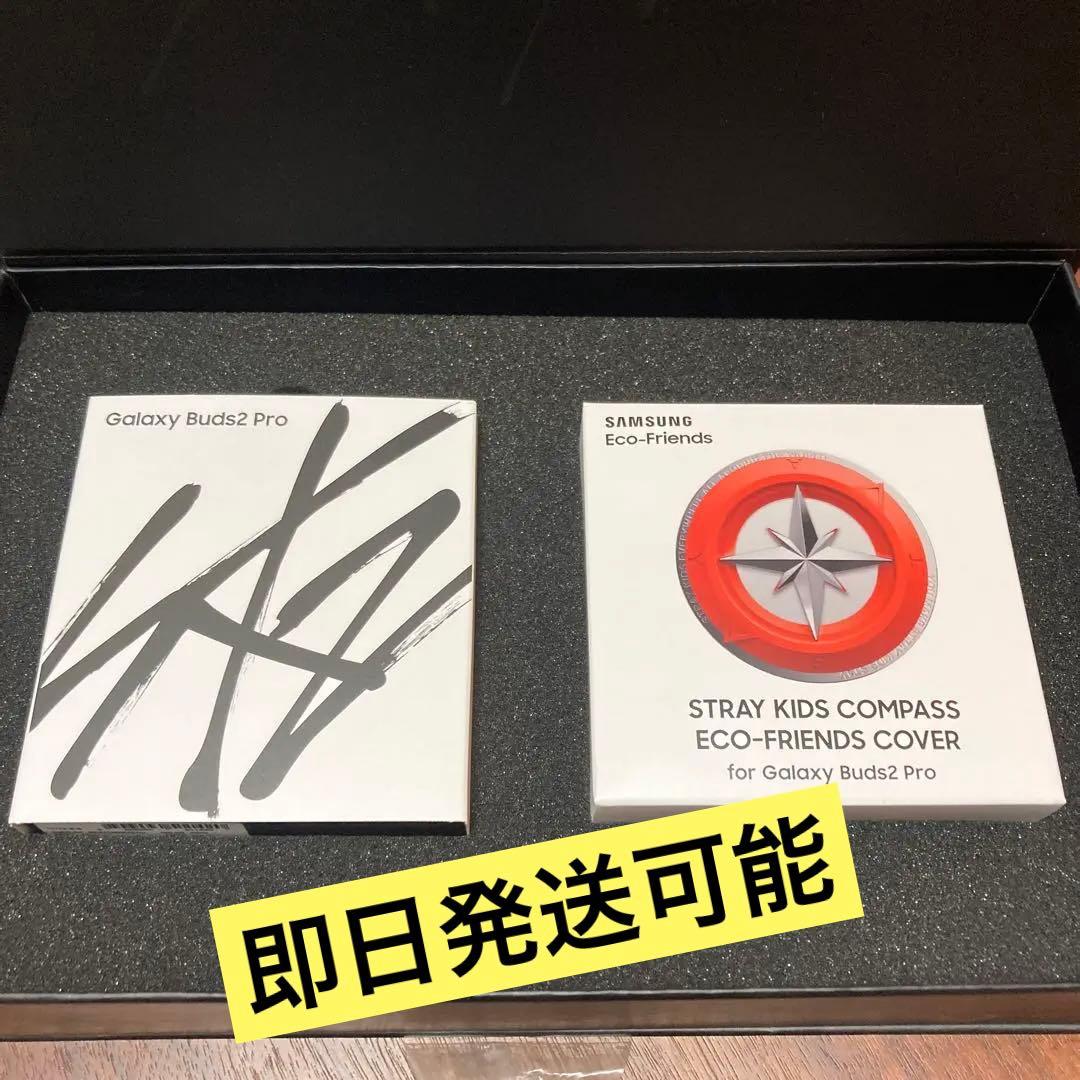 Galaxy Buds2 Pro
SKZ
SAMSUNG
Eco-Friends
STRAY KIDS COMPASS
ECO-FRIENDS COVER
for Galaxy Buds2 Pro
即日発送可能